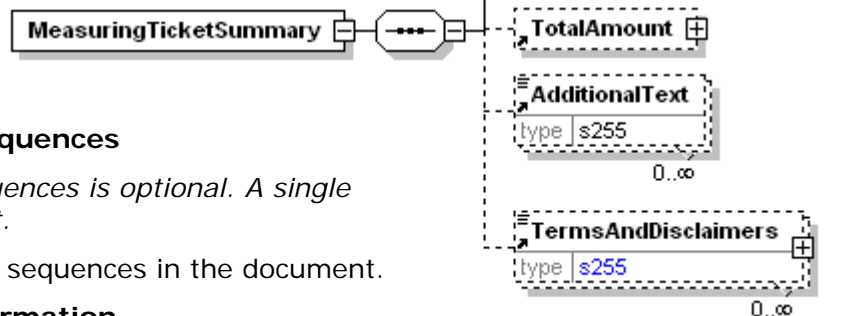 MeasuringTicketSummary
TotalAmount
AdditionalText
type s255
0..∞
TermsAndDisclaimers
type s255
0..∞
quences
uences is optional. A single
t.
sequences in the document.